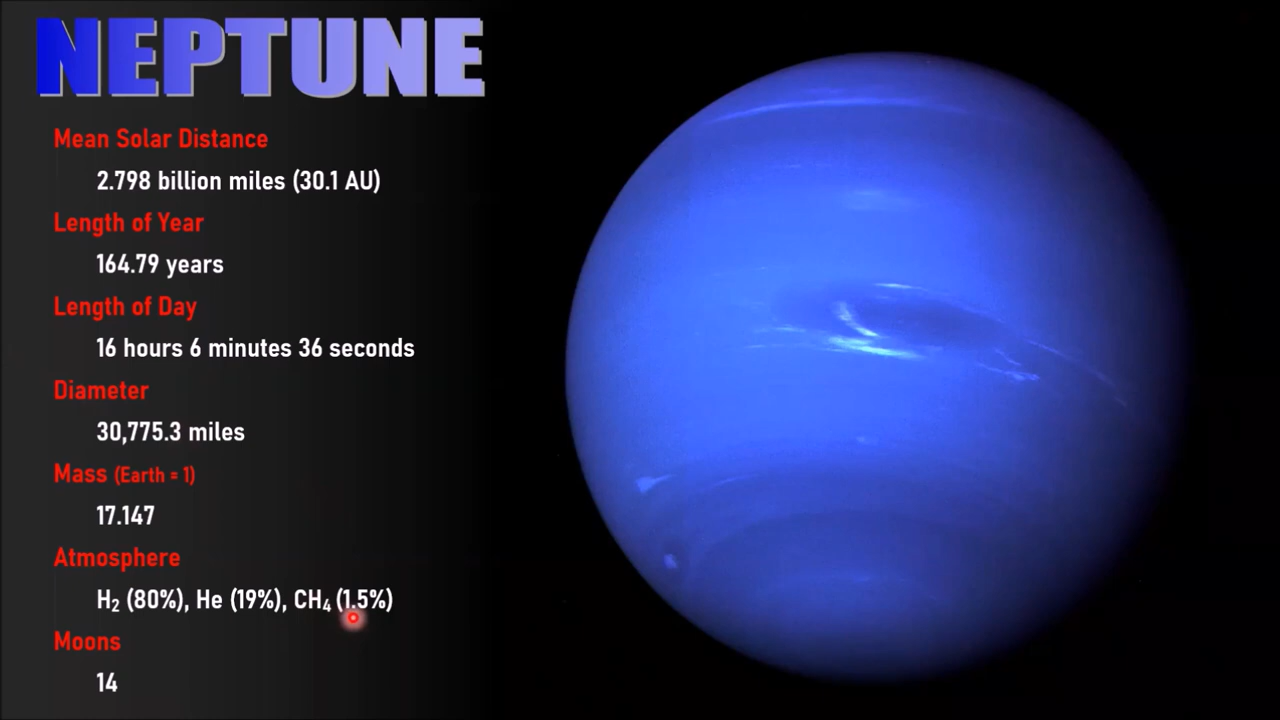 NEPTUNE
Mean Solar Distance
2.798 billion miles (30.1 AU)
Length of Year
164.79 years
Length of Day
16 hours 6 minutes 36 seconds
Diameter
30,775.3 miles
Mass (Earth = 1)
17.147
Atmosphere
H₂ (80%), He (19%), CH₄ (1.5%)
Moons
14